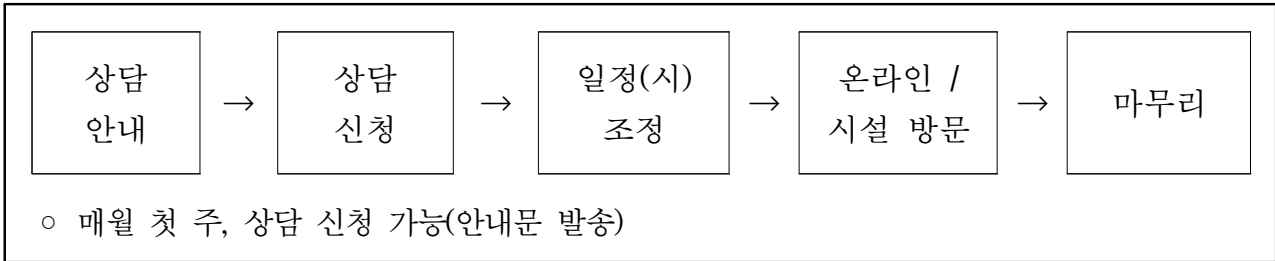 상담
안내
→
상담
신청
→
일정(시)
조정
→
온라인 /
시설 방문
→
마무리
○ 매월 첫 주, 상담 신청 가능(안내문 발송)